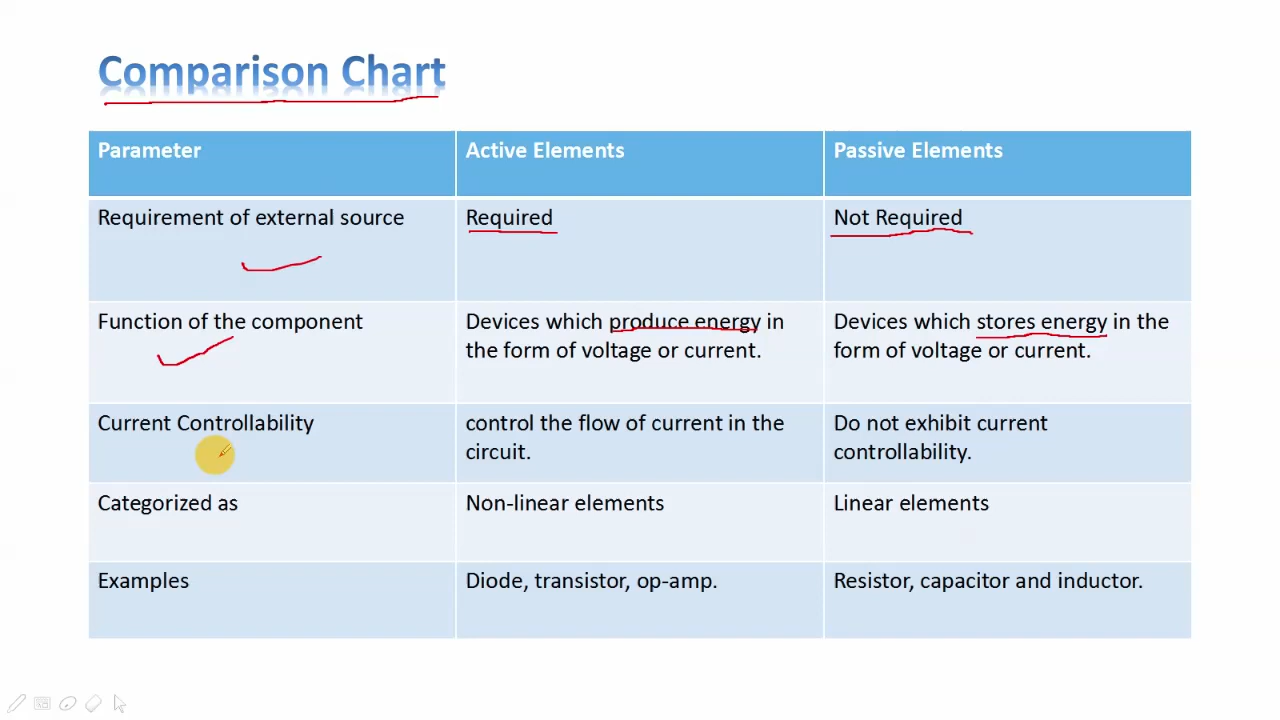 Comparison Chart
Parameter
Active Elements
Passive Elements
Requirement of external source
Required
Not Required
Function of the component
Devices which produce energy in
the form of voltage or current.
Devices which stores energy in the
form of voltage or current.
Current Controllability
control the flow of current in the
circuit.
Do not exhibit current
controllability.
Categorized as
Non-linear elements
Linear elements
Examples
Diode, transistor, op-amp.
Resistor, capacitor and inductor.